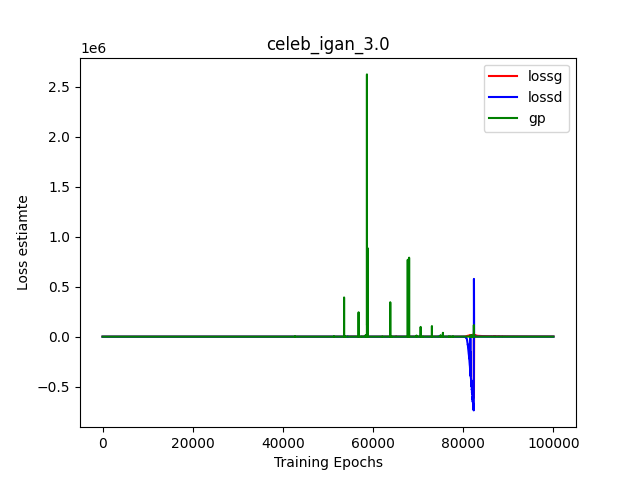 celeb_igan_3.0
1e6
lossg
lossd
gp
2.5
2.0
1.5
1.0
0.5
0.0
−0.5
Loss estiamte
0 20000 40000 60000 80000 100000
Training Epochs